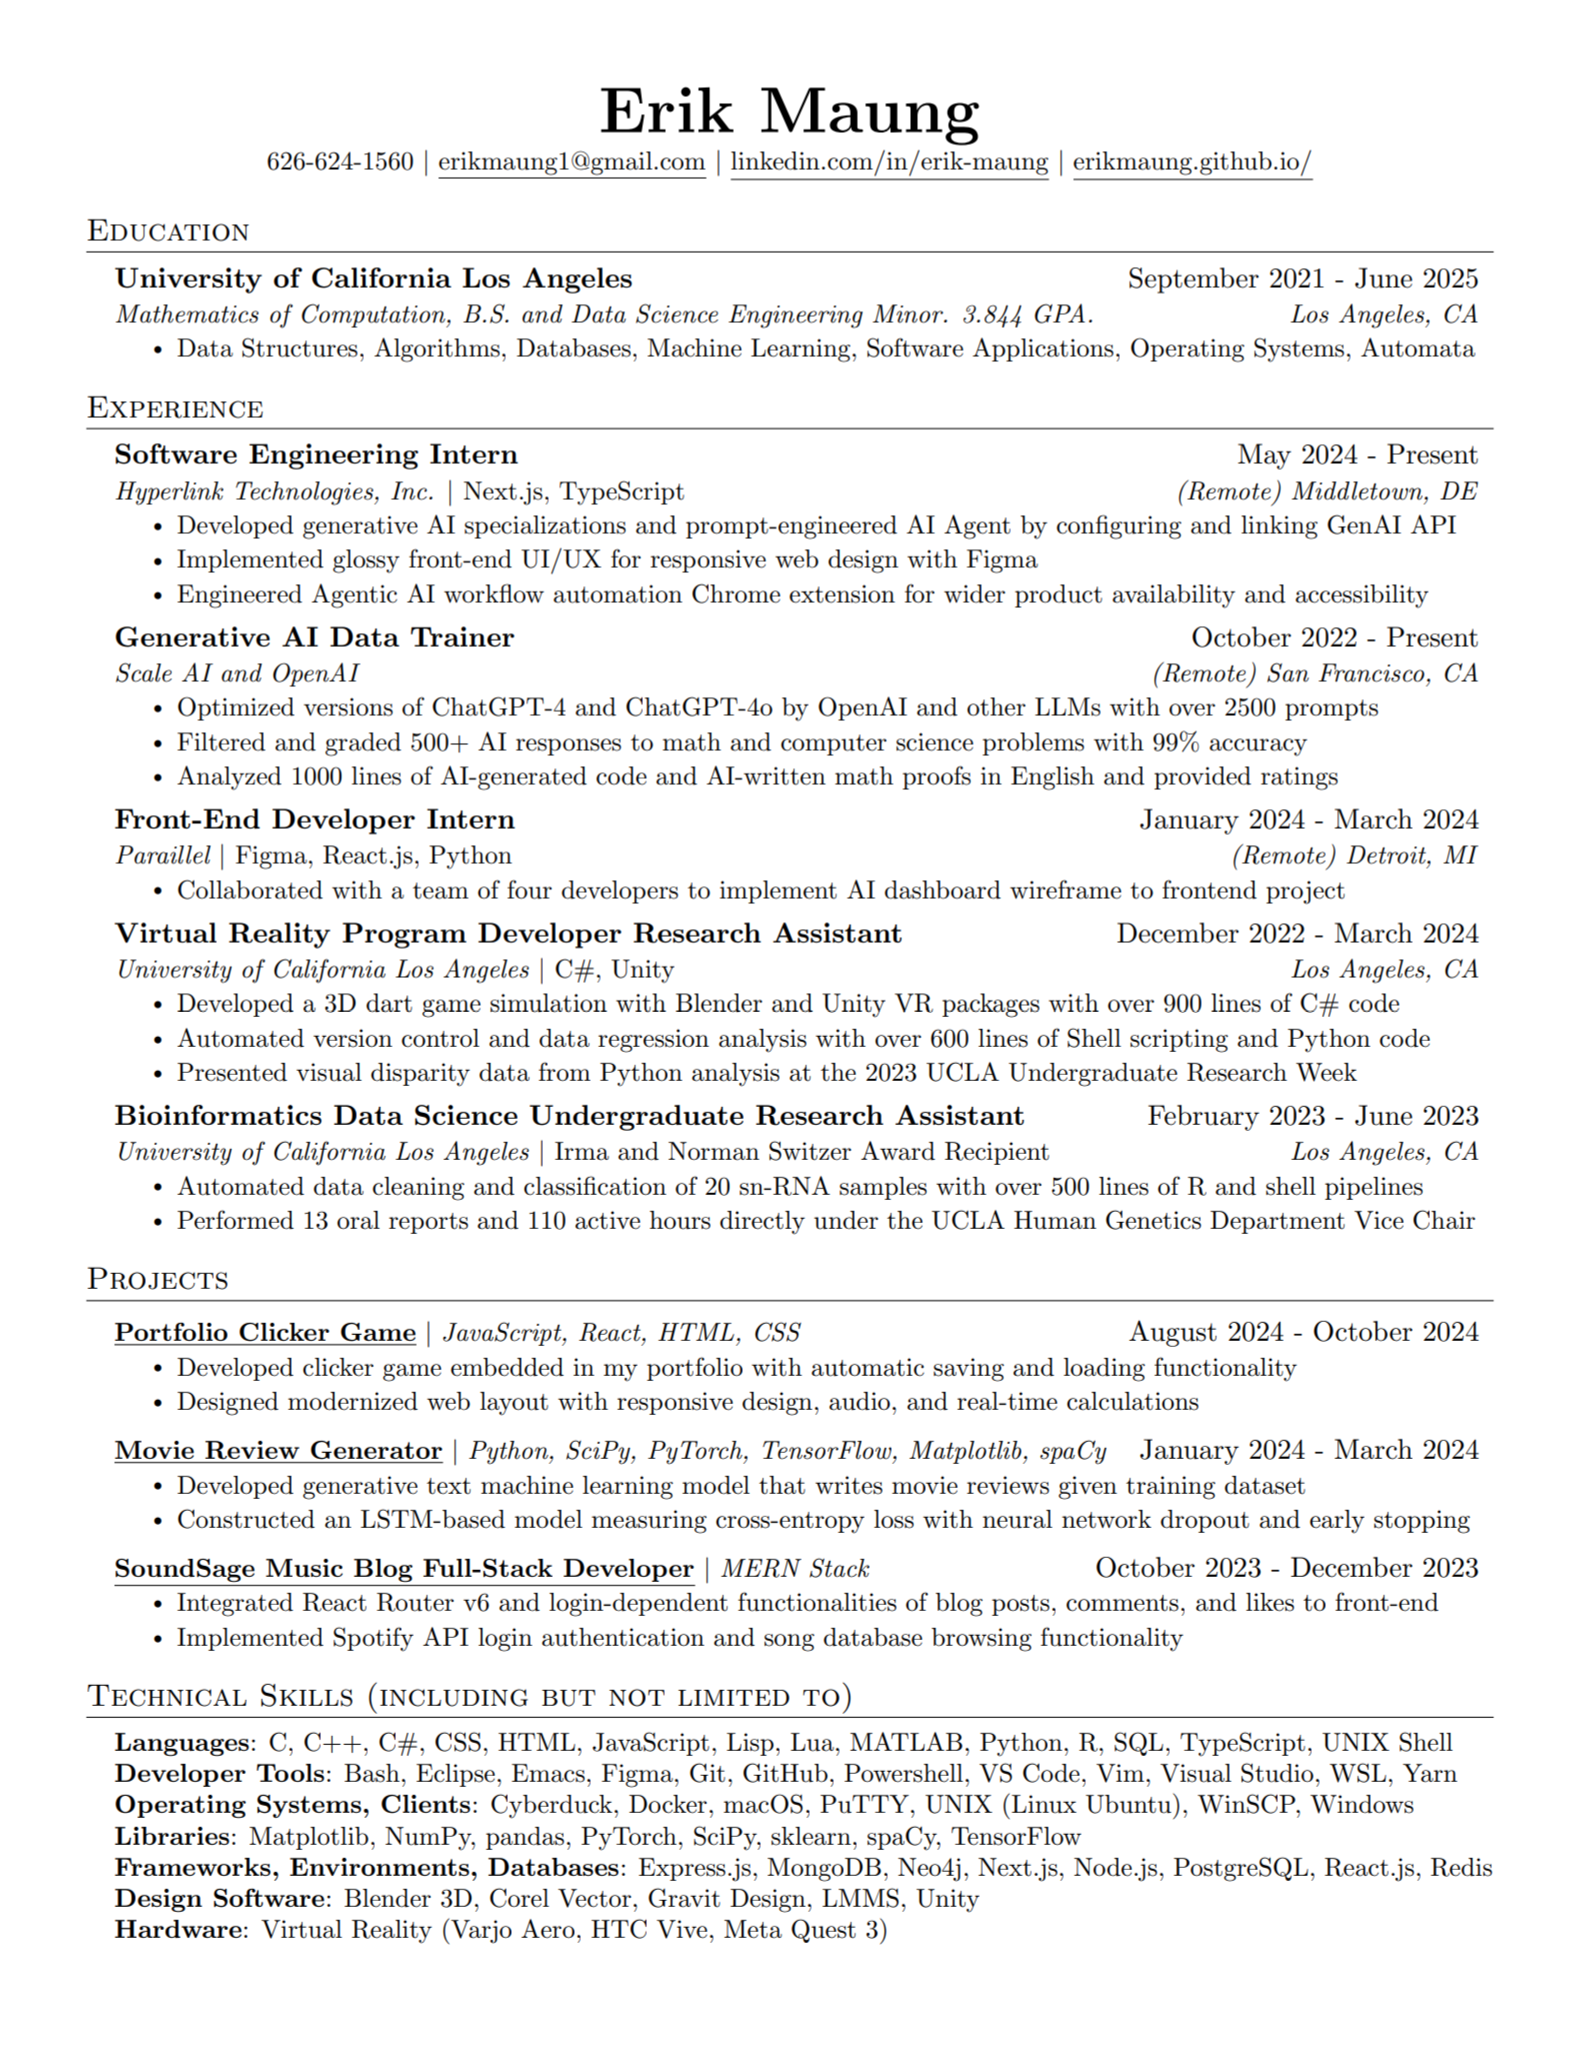 Erik Maung
626-624-1560 | erikmaung1@gmail.com | linkedin.com/in/erik-maung | erikmaung.github.io/
Education
University of California Los Angeles September 2021 - June 2025
Mathematics of Computation, B.S. and Data Science Engineering Minor. 3.844 GPA. Los Angeles, CA
• Data Structures, Algorithms, Databases, Machine Learning, Software Applications, Operating Systems, Automata
Experience
Software Engineering Intern May 2024 - Present
Hyperlink Technologies, Inc. | Next.js, TypeScript (Remote) Middletown, DE
• Developed generative AI specializations and prompt-engineered AI Agent by configuring and linking GenAI API
• Implemented glossy front-end UI/UX for responsive web design with Figma
• Engineered Agentic AI workflow automation Chrome extension for wider product availability and accessibility
Generative AI Data Trainer October 2022 - Present
Scale AI and OpenAI (Remote) San Francisco, CA
• Optimized versions of ChatGPT-4 and ChatGPT-4o by OpenAI and other LLMs with over 2500 prompts
• Filtered and graded 500+ AI responses to math and computer science problems with 99% accuracy
• Analyzed 1000 lines of AI-generated code and AI-written math proofs in English and provided ratings
Front-End Developer Intern January 2024 - March 2024
Paraillel | Figma, React.js, Python (Remote) Detroit, MI
• Collaborated with a team of four developers to implement AI dashboard wireframe to frontend project
Virtual Reality Program Developer Research Assistant December 2022 - March 2024
University of California Los Angeles | C#, Unity Los Angeles, CA
• Developed a 3D dart game simulation with Blender and Unity VR packages with over 900 lines of C# code
• Automated version control and data regression analysis with over 600 lines of Shell scripting and Python code
• Presented visual disparity data from Python analysis at the 2023 UCLA Undergraduate Research Week
Bioinformatics Data Science Undergraduate Research Assistant February 2023 - June 2023
University of California Los Angeles | Irma and Norman Switzer Award Recipient Los Angeles, CA
• Automated data cleaning and classification of 20 sn-RNA samples with over 500 lines of R and shell pipelines
• Performed 13 oral reports and 110 active hours directly under the UCLA Human Genetics Department Vice Chair
Projects
Portfolio Clicker Game | JavaScript, React, HTML, CSS August 2024 - October 2024
• Developed clicker game embedded in my portfolio with automatic saving and loading functionality
• Designed modernized web layout with responsive design, audio, and real-time calculations
Movie Review Generator | Python, SciPy, PyTorch, TensorFlow, Matplotlib, spaCy January 2024 - March 2024
• Developed generative text machine learning model that writes movie reviews given training dataset
• Constructed an LSTM-based model measuring cross-entropy loss with neural network dropout and early stopping
SoundSage Music Blog Full-Stack Developer | MERN Stack October 2023 - December 2023
• Integrated React Router v6 and login-dependent functionalities of blog posts, comments, and likes to front-end
• Implemented Spotify API login authentication and song database browsing functionality
Technical Skills (including but not limited to)
Languages: C, C++, C#, CSS, HTML, JavaScript, Lisp, Lua, MATLAB, Python, R, SQL, TypeScript, UNIX Shell
Developer Tools: Bash, Eclipse, Emacs, Figma, Git, GitHub, Powershell, VS Code, Vim, Visual Studio, WSL, Yarn
Operating Systems, Clients: Cyberduck, Docker, macOS, PuTTY, UNIX (Linux Ubuntu), WinSCP, Windows
Libraries: Matplotlib, NumPy, pandas, PyTorch, SciPy, sklearn, spaCy, TensorFlow
Frameworks, Environments, Databases: Express.js, MongoDB, Neo4j, Next.js, Node.js, PostgreSQL, React.js, Redis
Design Software: Blender 3D, Corel Vector, Gravit Design, LMMS, Unity
Hardware: Virtual Reality (Varjo Aero, HTC Vive, Meta Quest 3)